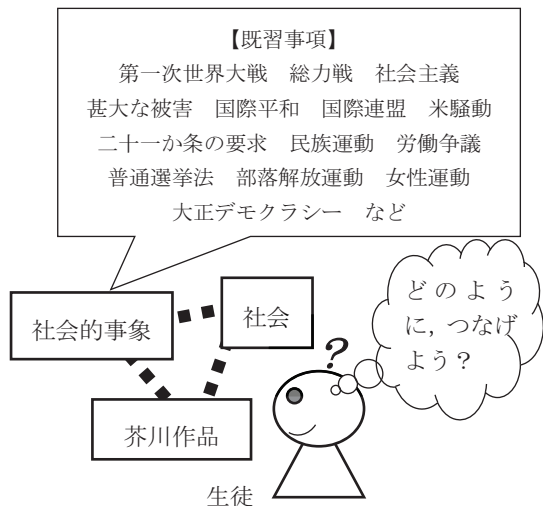 【既習事項】
第一次世界大戦　総力戦　社会主義
甚大な被害　国際平和　国際連盟　米騒動
二十一か条の要求　民族運動　労働争議
普通選挙法　部落解放運動　女性運動
大正デモクラシー　など
社会的事象
社会
芥川作品
どのよう
に，つなげ
よう？
?
生徒